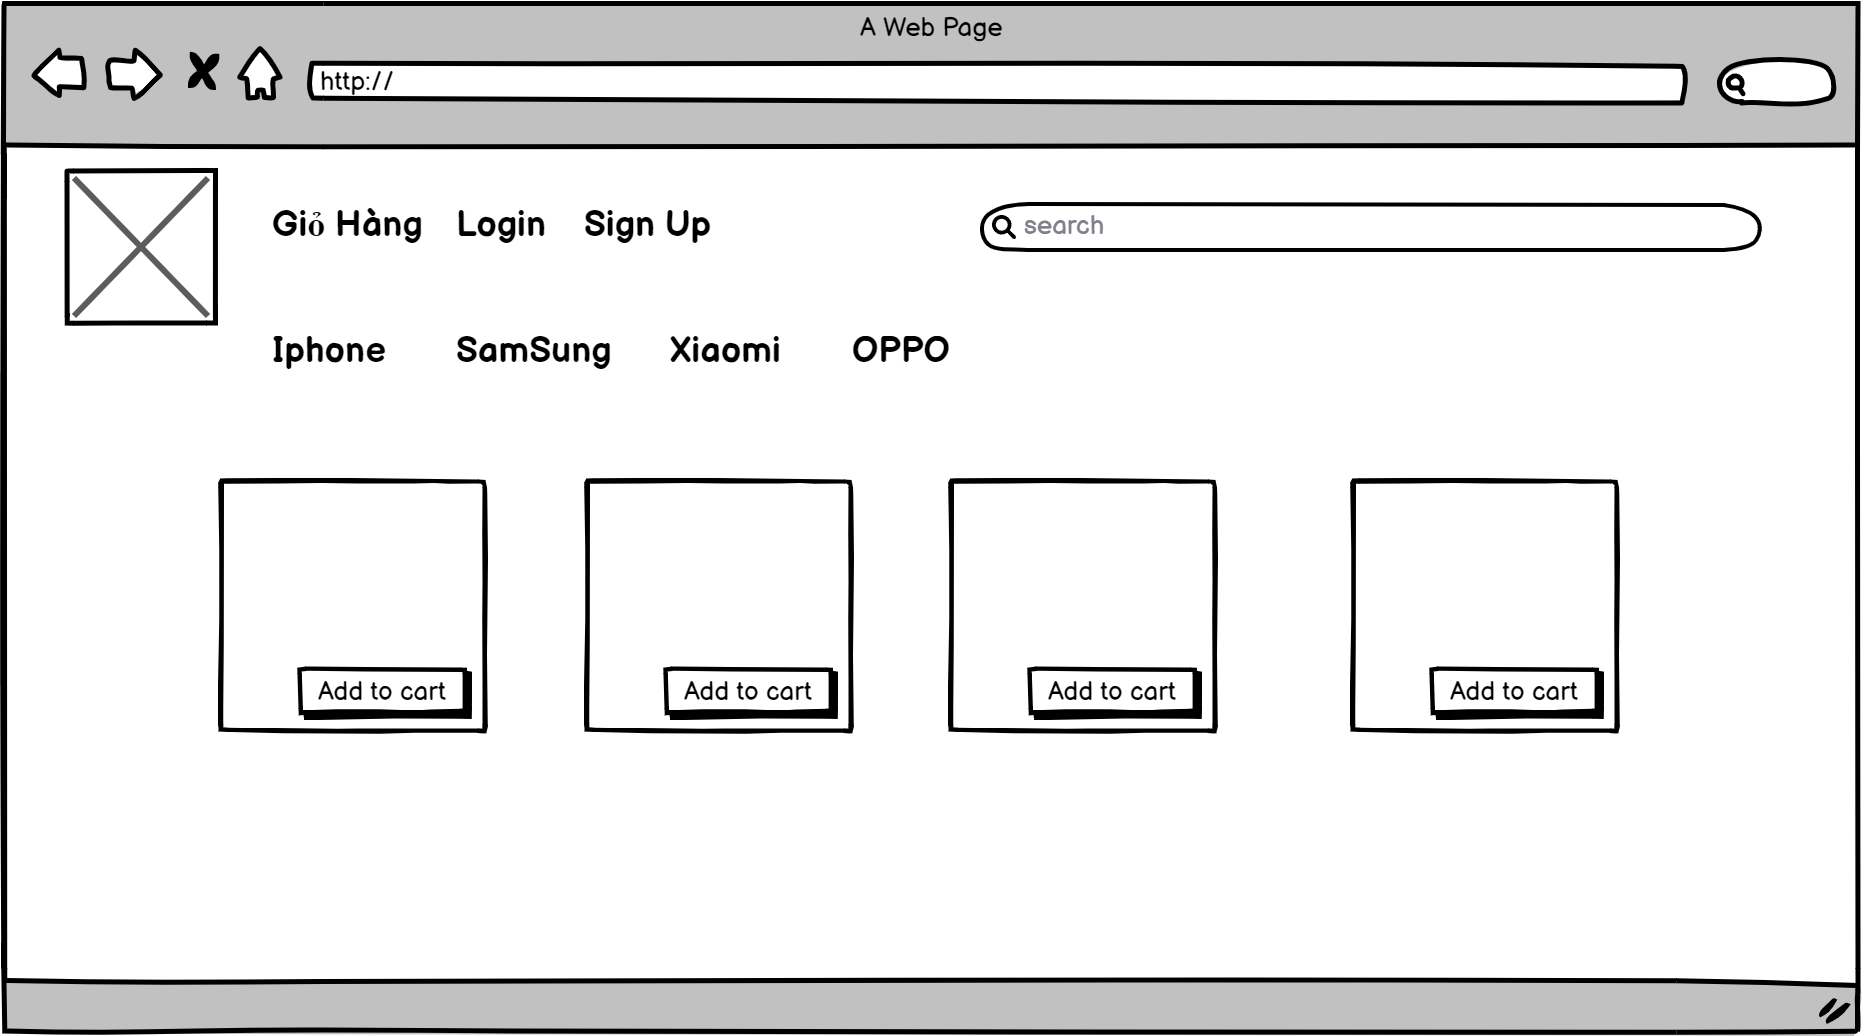 A Web Page
http://
Giỏ Hàng Login Sign Up search
Iphone SamSung Xiaomi OPPO
Add to cart Add to cart Add to cart Add to cart